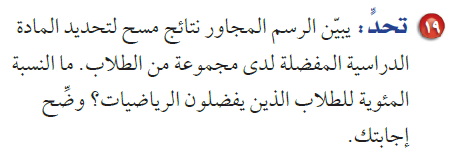 ١٩ تحدٍّ: يبيّن الرسم المجاور نتائج مسح لتحديد المادة
الدراسية المفضلة لدى مجموعة من الطلاب. ما النسبة
المئوية للطلاب الذين يفضلون الرياضيات؟ وضِّح
إجابتك.